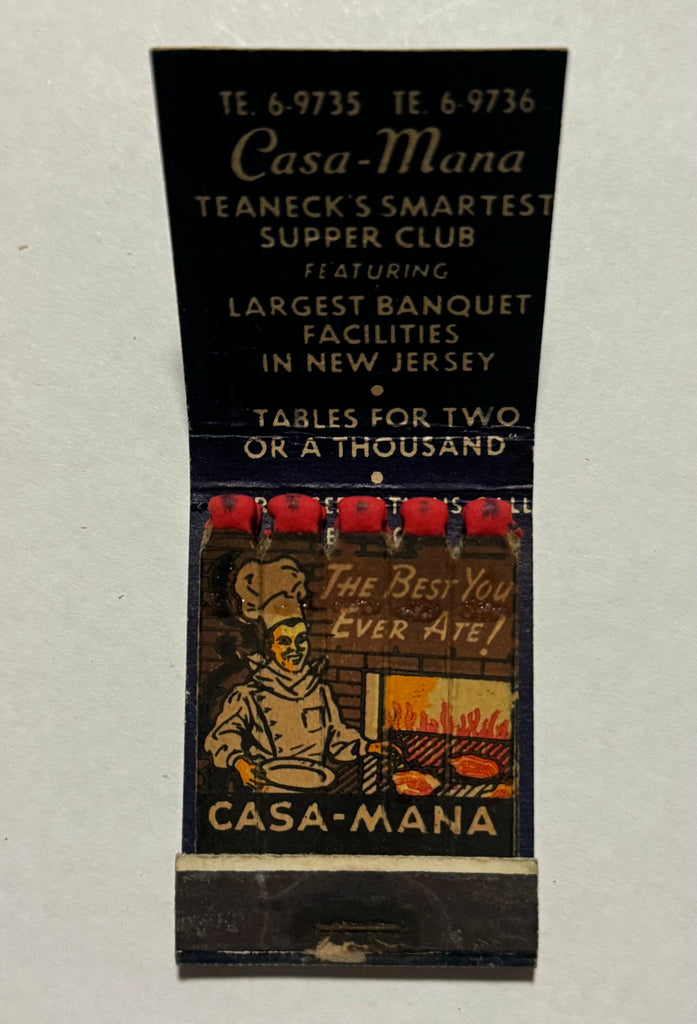 TE. 6-9735 TE. 6-9736
Casa-Mana
TEANECK'S SMARTEST
SUPPER CLUB
FEATURING
LARGEST BANQUET
FACILITIES
IN NEW JERSEY
TABLES FOR TWO
OR A THOUSAND"
THE BEST YOU
EVER ATE!
CASA-MANA